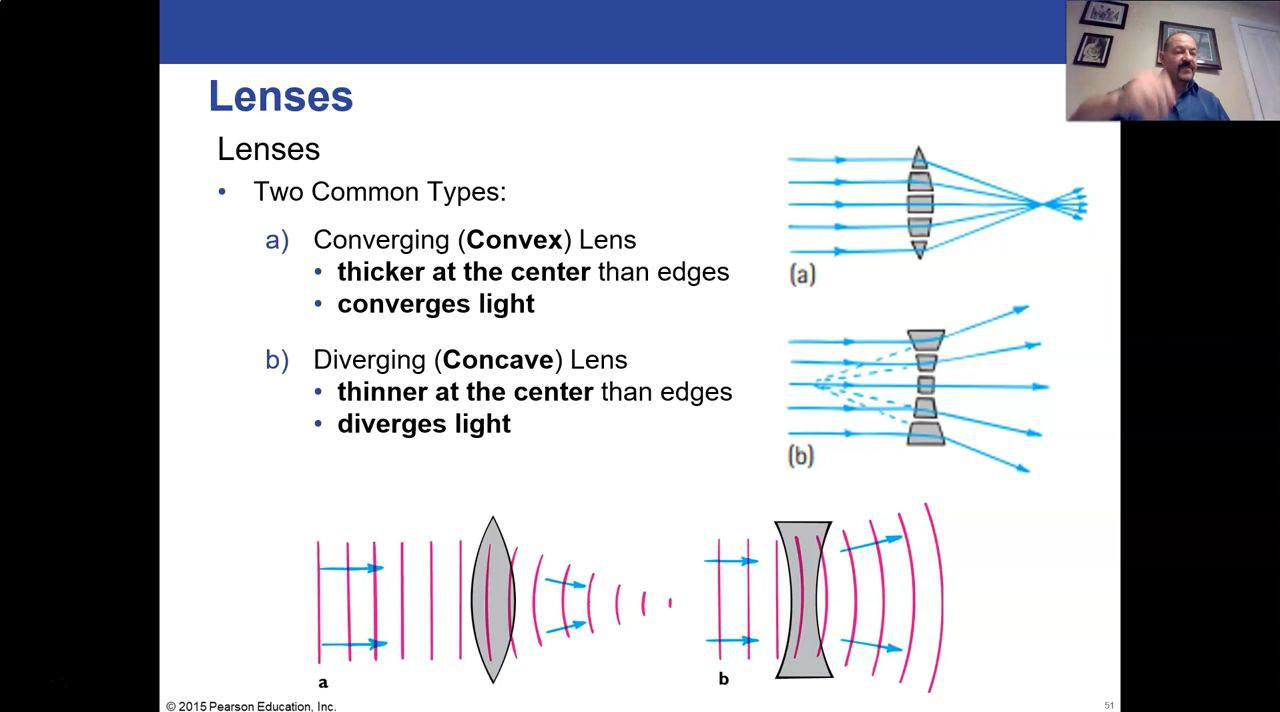 Lenses
Lenses
• Two Common Types:
a) Converging (Convex) Lens
• thicker at the center than edges
• converges light
b) Diverging (Concave) Lens
• thinner at the center than edges
• diverges light
(a)
(b)
a
b
© 2015 Pearson Education, Inc.
51